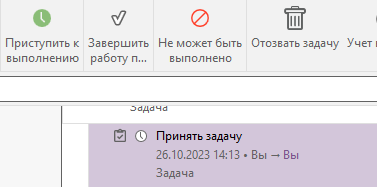 Приступить к
выполнению
Завершить
работу п...
Не может быть
выполнено
Отозвать задачу
Учет
Задача
Принять задачу
26.10.2023 14:13 • Вы → Вы
Задача